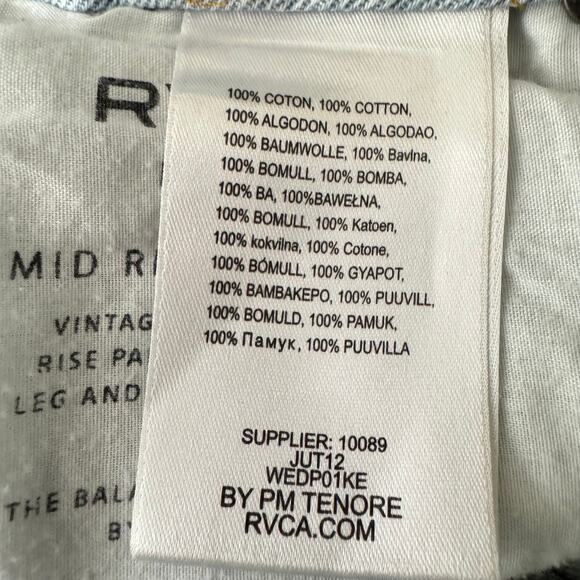 R
MID
VINTAG
RISE PA
LEG AND
THE BALA
BY
100% COTON, 100% COTTON,
100% ALGODON, 100% ALGODAO,
100% BAUMWOLLE, 100% Bavlna,
100% BOMULL, 100% BOMBA,
100% BA, 100%BAWEŁNA,
100% BOMULL, 100% Katoen,
100% kokvilna, 100% Cotone,
100% BÓMULL, 100% GYAPOT,
100% BAMBAKEPO, 100% PUUVILL,
100% BOMULD, 100% PAMUK,
100% Памук, 100% PUUVILLA
SUPPLIER: 10089
JUT12
WEDP01KE
BY PM TENORE
RVCA.COM